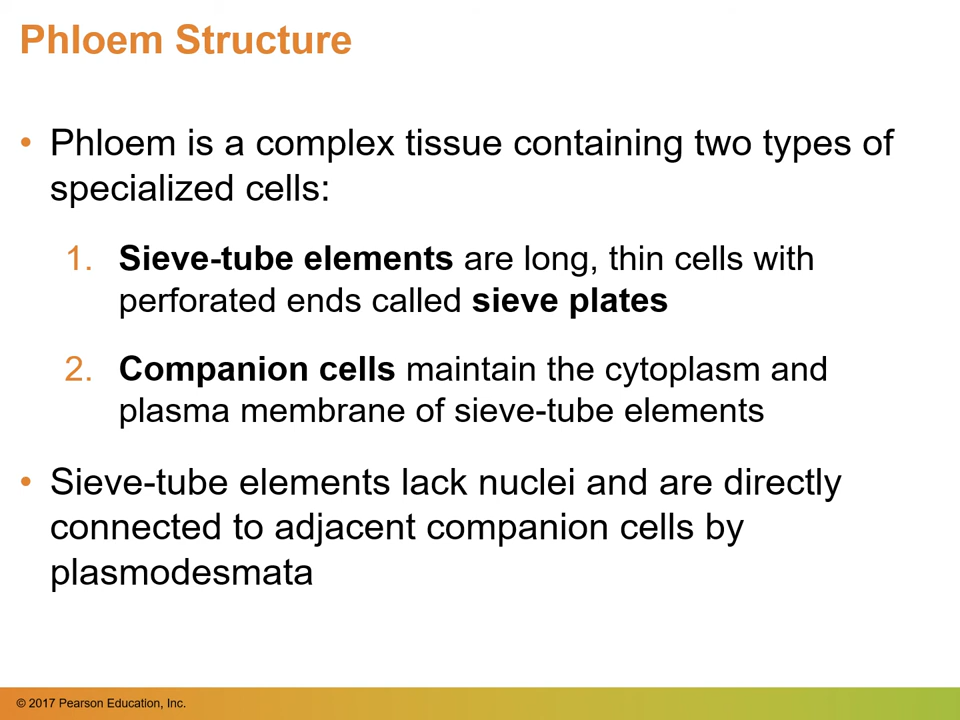 Phloem Structure
• Phloem is a complex tissue containing two types of
specialized cells:
1. Sieve-tube elements are long, thin cells with
perforated ends called sieve plates
2. Companion cells maintain the cytoplasm and
plasma membrane of sieve-tube elements
• Sieve-tube elements lack nuclei and are directly
connected to adjacent companion cells by
plasmodesmata
© 2017 Pearson Education, Inc.